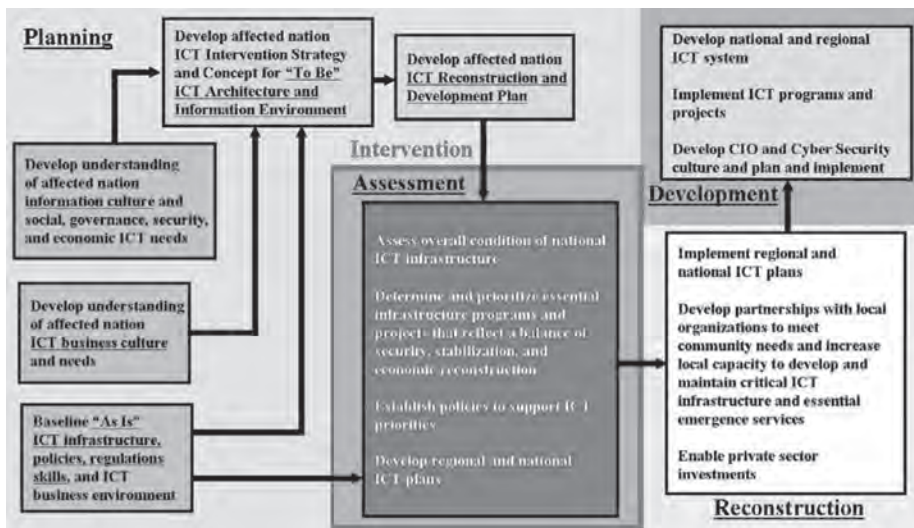 Planning
Develop affected nation
ICT Intervention Strategy
and Concept for "To Be"
ICT Architecture and
Information Environment
Develop affected nation
ICT Reconstruction and
Development Plan
Develop understanding
of affected nation
information culture and
social, governance, security,
and economic ICT needs
Develop understanding
of affected nation
ICT business culture
and needs
Baseline "As Is"
ICT infrastructure,
policies, regulations
skills, and ICT
business environment
Intervention
Assessment
Assess overall condition of national
ICT infrastructure
Determine and prioritize essential
infrastructure programs and
projects that reflect a balance of
security, stabilization, and
economic reconstruction
Establish policies to support ICT
priorities
Develop regional and national
ICT plans
Develop national and regional
ICT system
Implement ICT programs and
projects
Develop CIO and Cyber Security
culture and plan and implement
Development
Implement regional and
national ICT plans
Develop partnerships with local
organizations to meet
community needs and increase
local capacity to develop and
maintain critical ICT
infrastructure and essential
emergence services
Enable private sector
investments
Reconstruction